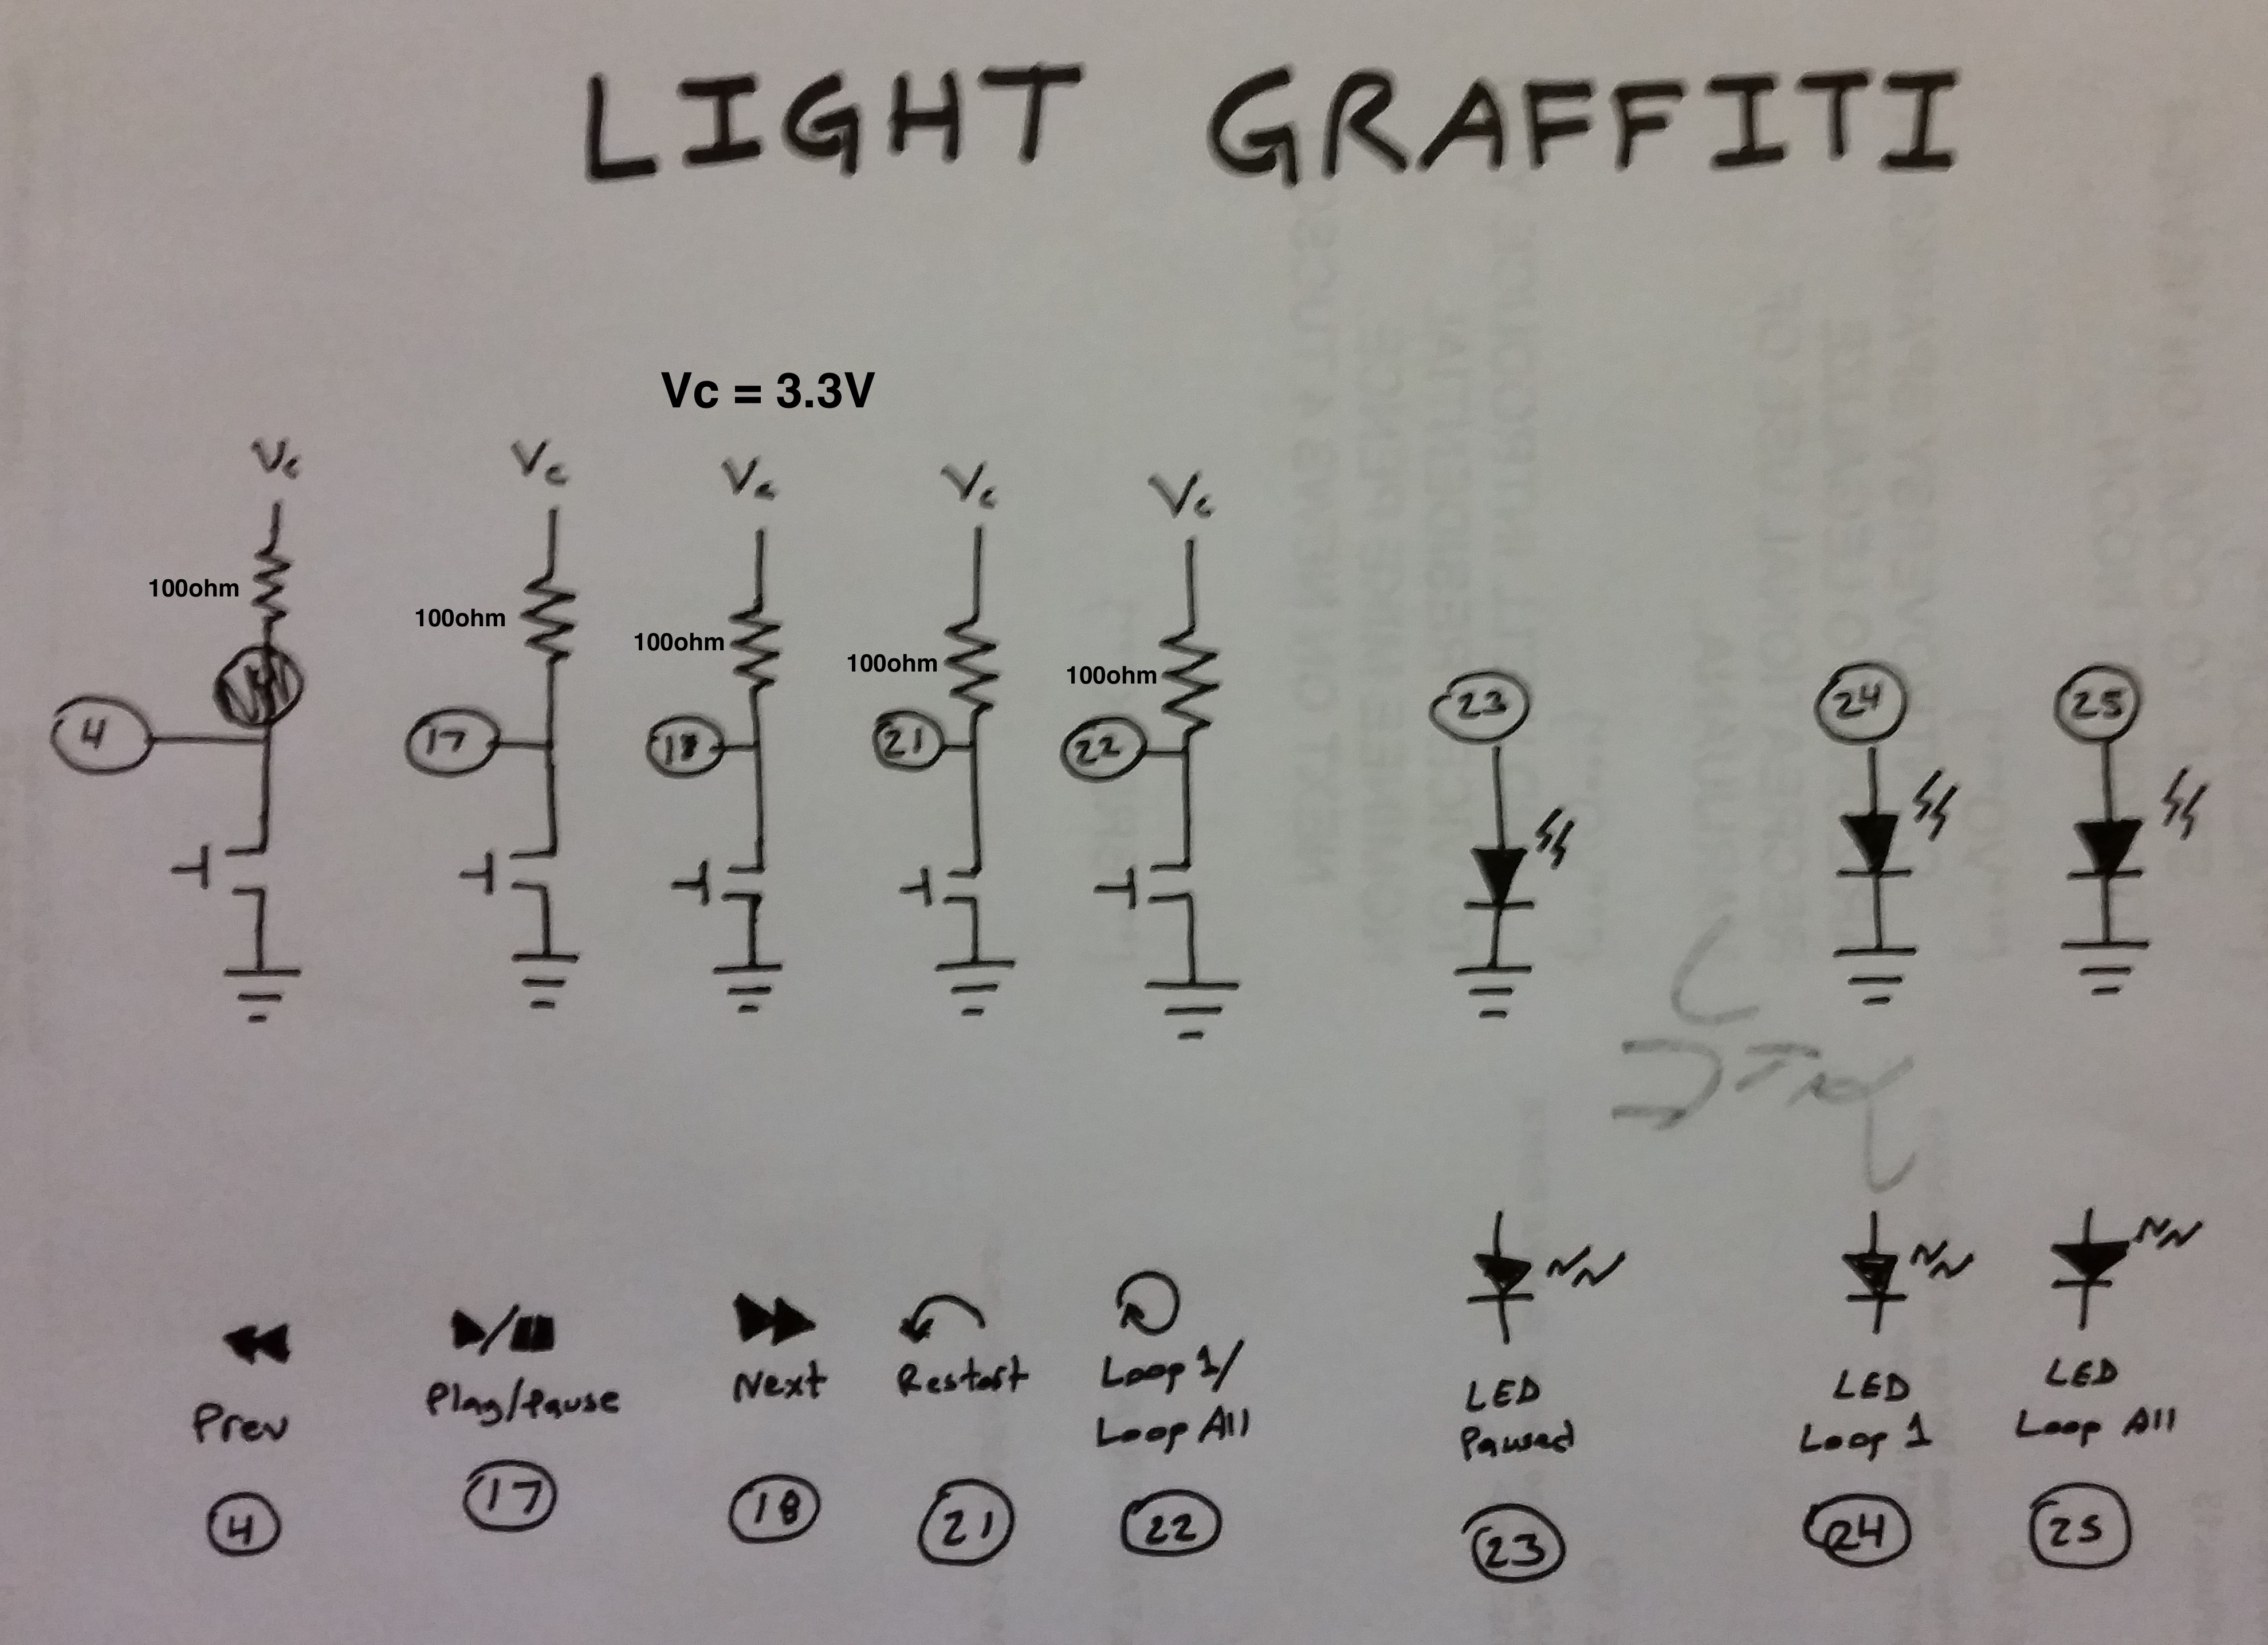 LIGHT GRAFFITI
Vc = 3.3V
Vc Vc Vc Vc Vc
100ohm 100ohm 100ohm 100ohm 100ohm
4 17 18 21 22 23 24 25
Prev
4
Play/Pause
17
Next
18
Restart
21
Loop 1/
Loop All
22
LED
Paused
23
LED
Loop 1
24
LED
Loop All
25